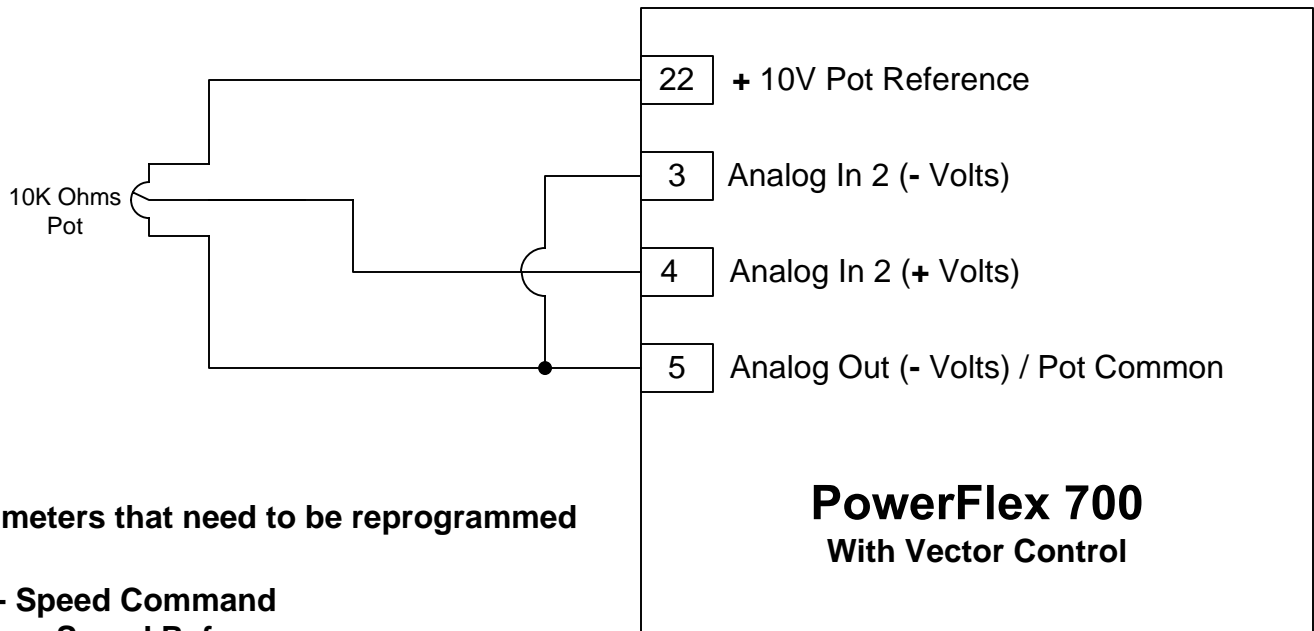 22 + 10V Pot Reference
3 Analog In 2 (- Volts)
10K Ohms
Pot
4 Analog In 2 (+ Volts)
5 Analog Out (- Volts) / Pot Common
PowerFlex 700
With Vector Control
meters that need to be reprogrammed
- Speed Command